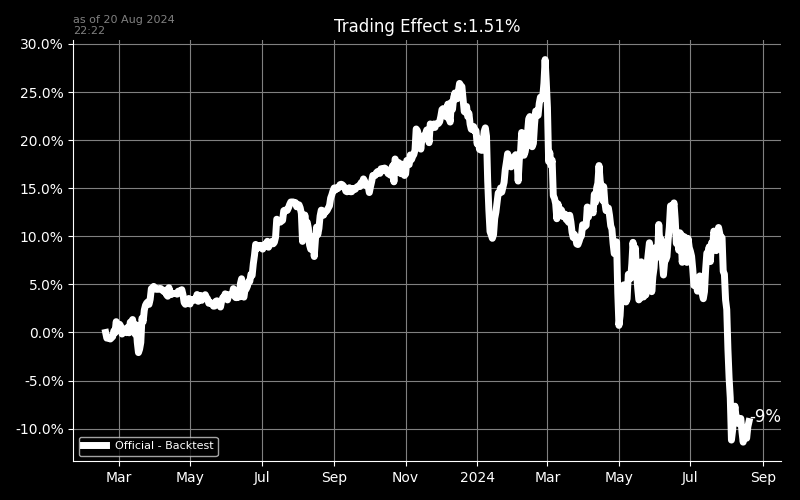 as of 20 Aug 2024
22:22
Trading Effect s:1.51%
30.0%
25.0%
20.0%
15.0%
10.0%
5.0%
0.0%
-5.0%
-10.0%
-9%
Official - Backtest
Mar May Jul Sep Nov 2024 Mar May Jul Sep